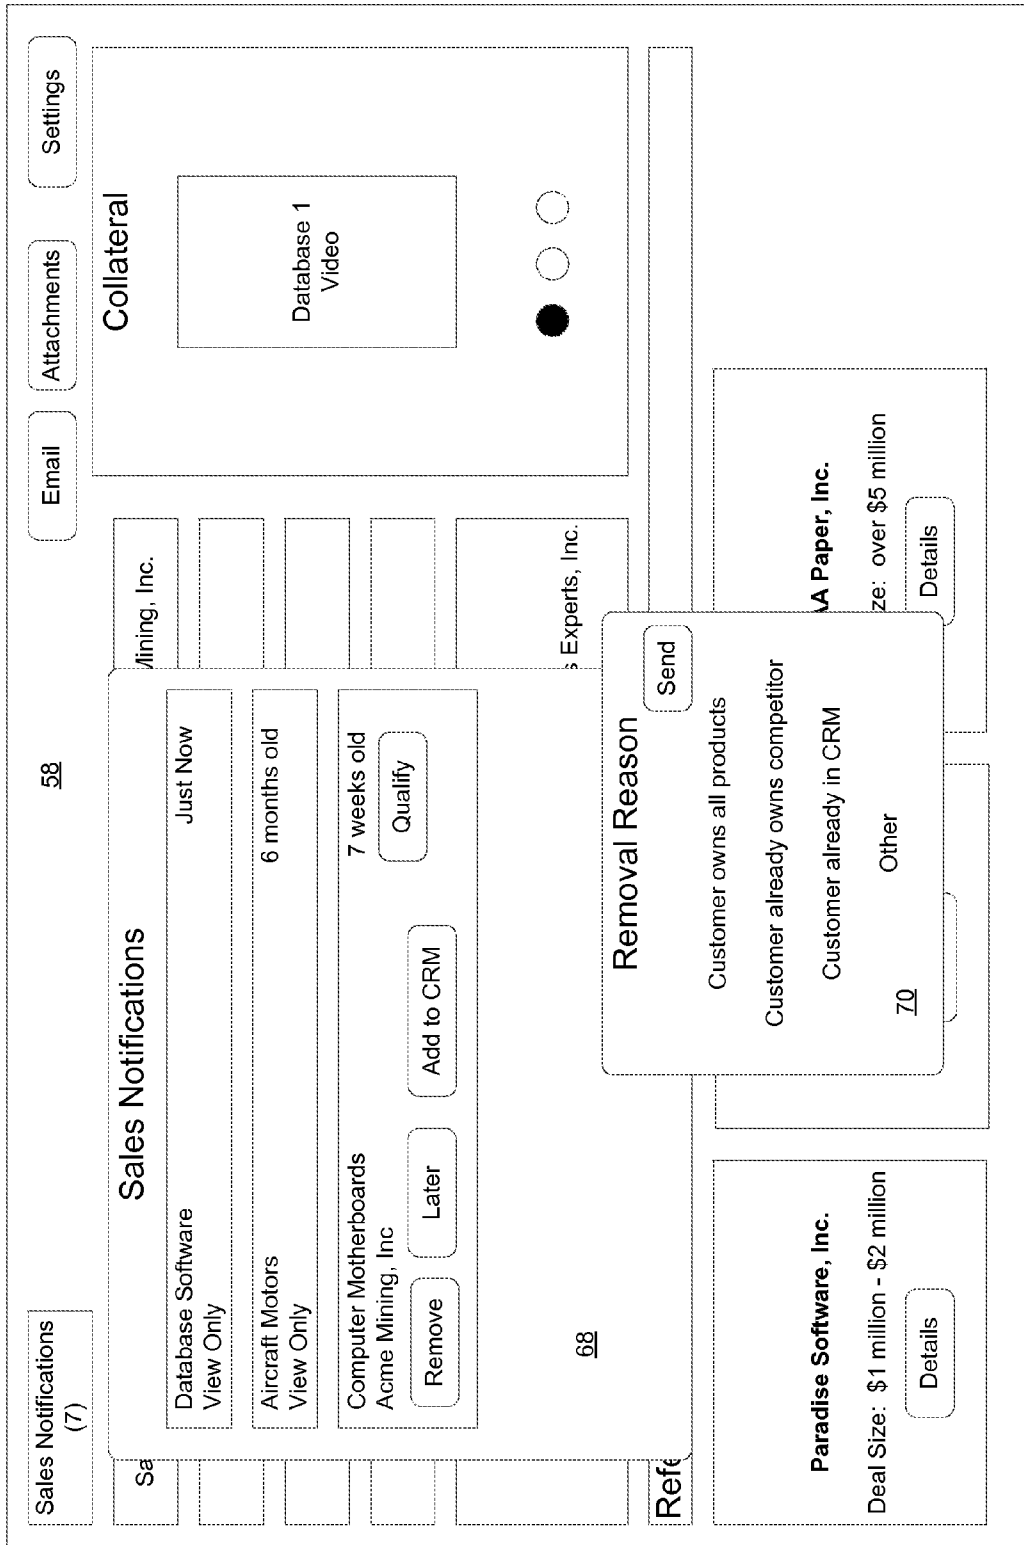 Sales Notifications
(7)
58
Email
Attachments
Settings
Sales Notifications
Database Software
View Only
Just Now
Aircraft Motors
View Only
6 months old
Computer Motherboards
Acme Mining, Inc
7 weeks old
Qualify
Remove
Later
Add to CRM
68
Sa
Mining, Inc.
s Experts, Inc.
Collateral
Database 1
Video
Refe
Removal Reason
Send
Customer owns all products
Customer already owns competitor
Customer already in CRM
Other
70
Paradise Software, Inc.
Deal Size: $1 million - $2 million
Details
AA Paper, Inc.
ze: over $5 million
Details